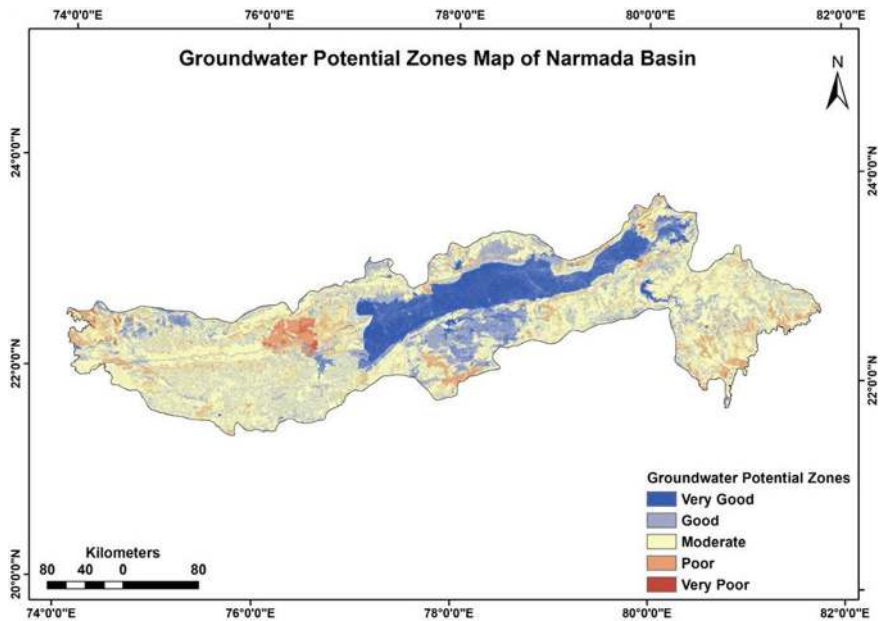 74°0'0"E 76°0'0"E 78°0'0"E 80°0'0"E 82°0'0"E
Groundwater Potential Zones Map of Narmada Basin
N
24°0'0"N 24°0'0"N
22°0'0"N 22°0'0"N
Groundwater Potential Zones
Very Good
Good
Moderate
Poor
Very Poor
Kilometers
80 40 0 80
20°0'0"N
74°0'0"E 76°0'0"E 78°0'0"E 80°0'0"E 82°0'0"E